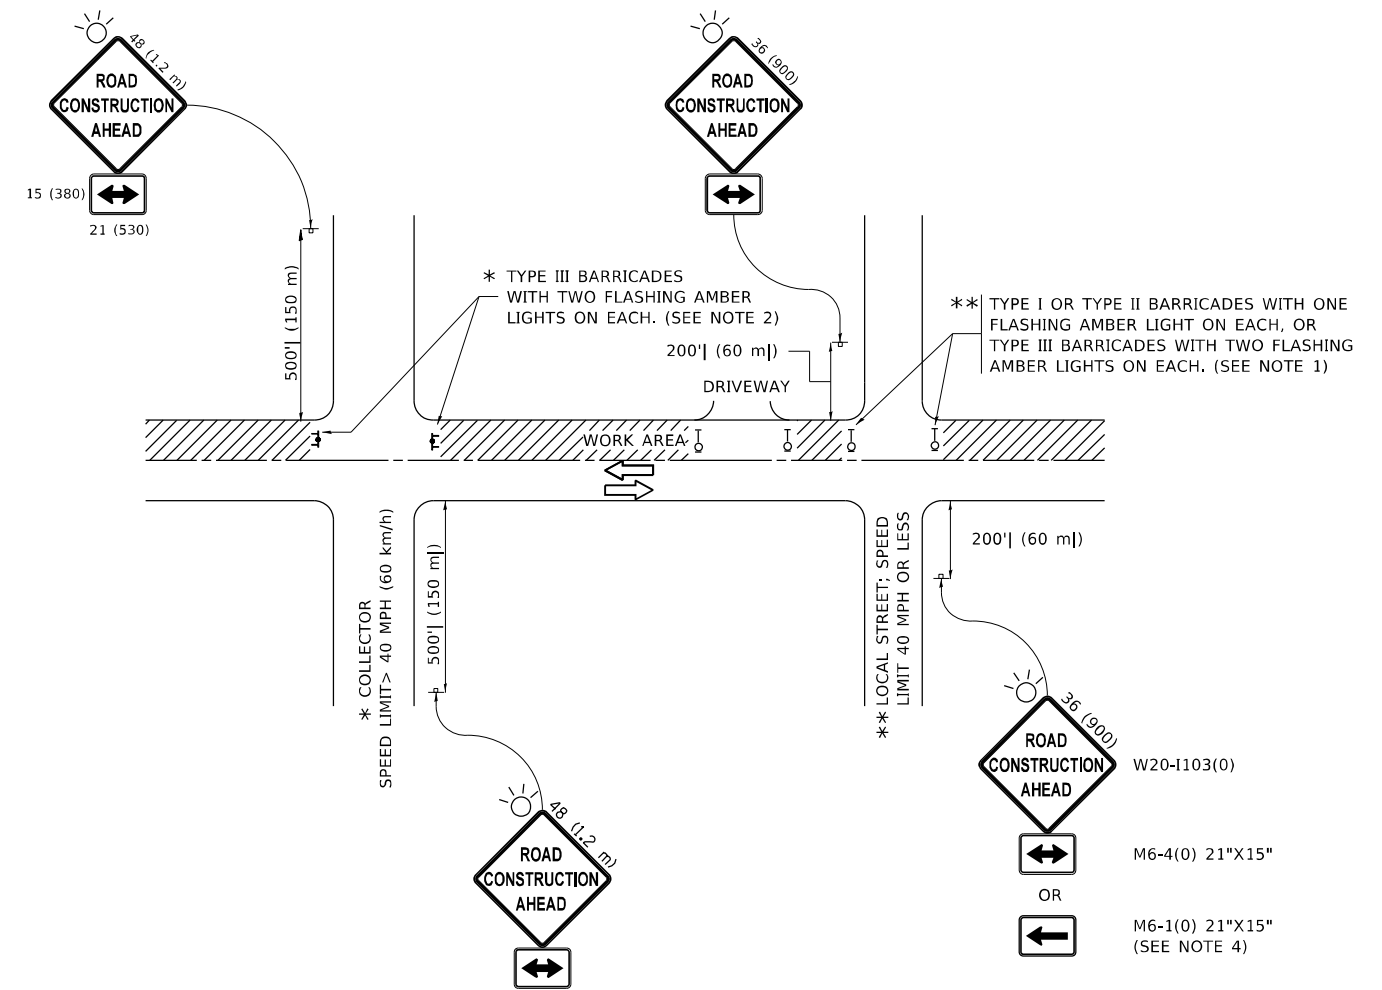 48 (1.2 m)
ROAD
CONSTRUCTION
AHEAD
15 (380)
21 (530)
36 (900)
ROAD
CONSTRUCTION
AHEAD
500'| (150 m)
* TYPE III BARRICADES
WITH TWO FLASHING AMBER
LIGHTS ON EACH. (SEE NOTE 2)
200'| (60 m|)
DRIVEWAY
** TYPE I OR TYPE II BARRICADES WITH ONE
FLASHING AMBER LIGHT ON EACH, OR
TYPE III BARRICADES WITH TWO FLASHING
AMBER LIGHTS ON EACH. (SEE NOTE 1)
WORK AREA
* COLLECTOR
SPEED LIMIT> 40 MPH (60 km/h)
500'| (150 m|)
** LOCAL STREET; SPEED
LIMIT 40 MPH OR LESS
200'| (60 m|)
48 (1.2 m)
ROAD
CONSTRUCTION
AHEAD
36 (900)
ROAD
CONSTRUCTION
AHEAD
W20-I103(0)
M6-4(0) 21"X15"
OR
M6-1(0) 21"X15"
(SEE NOTE 4)